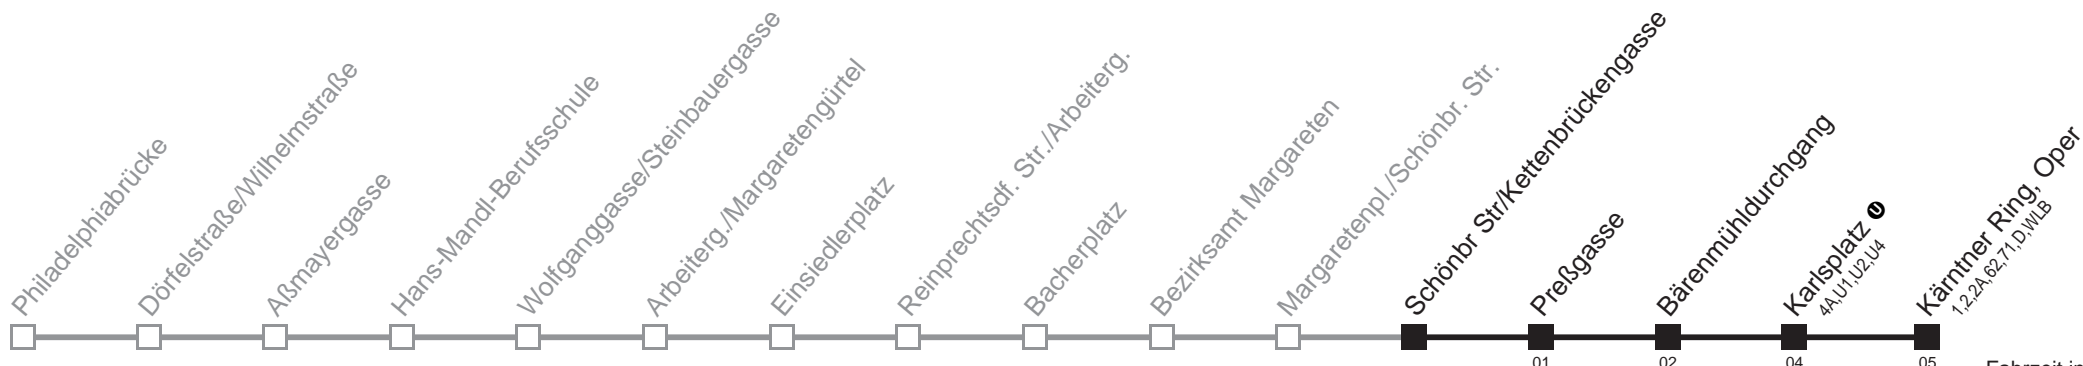 Philadelphiabrücke
Dörfelstraße/Wilhelmstraße
Aßmayergasse
Hans-Mandl-Berufsschule
Wolfganggasse/Steinbauergasse
Arbeiterg./Margaretengürtel
Einsiedlerplatz
Reinprechtsdf. Str./Arbeiterg.
Bacherplatz
Bezirksamt Margareten
Margaretenpl./Schönbr. Str.
Schönbr Str/Kettenbrückengasse
Preßgasse
Bärenmühldurchgang
Karlsplatz U
4A,U1,U2,U4
Kärntner Ring, Oper
1,2,2A,62,71,D,WLB
01
02
04
05
Fahrzeit in